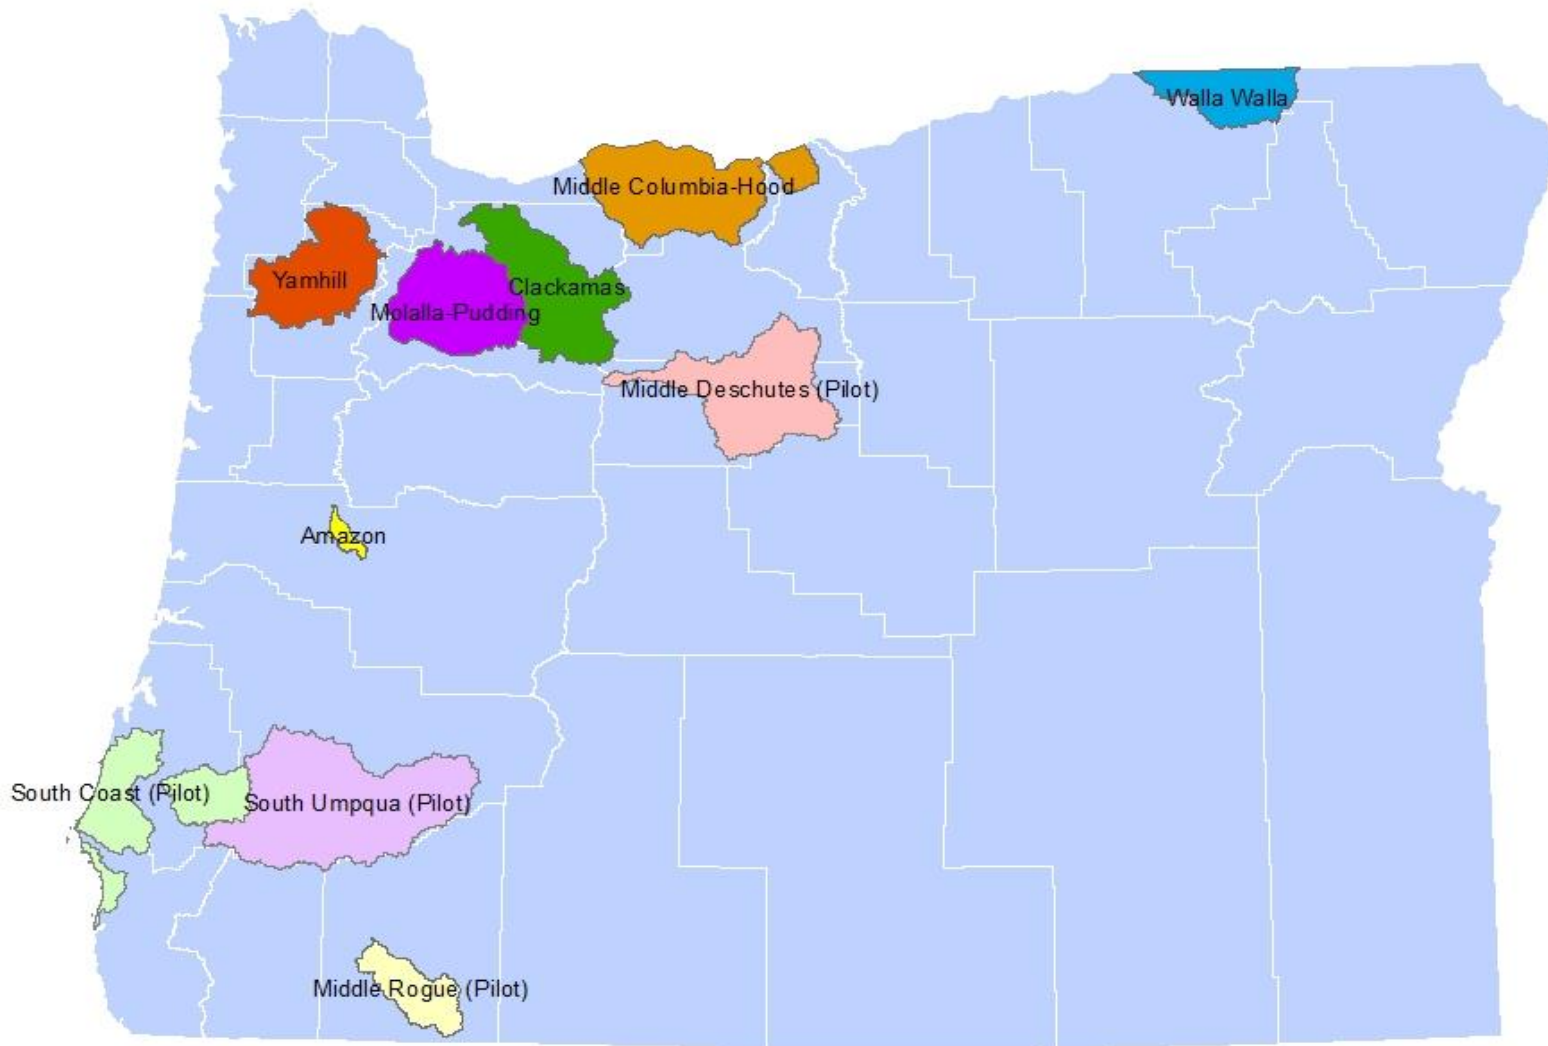 Walla Walla
Middle Columbia-Hood
Yamhill
Clackamas
Molalla-Pudding
Middle Deschutes (Pilot)
Amazon
South Coast (Pilot)
South Umpqua (Pilot)
Middle Rogue (Pilot)